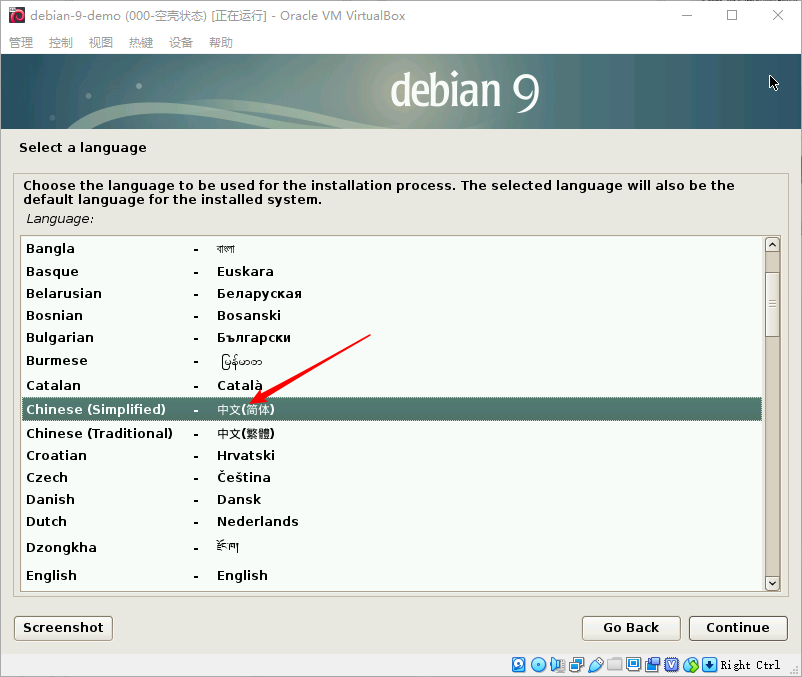 debian-9-demo (000-空壳状态) [正在运行] - Oracle VM VirtualBox
管理 控制 视图 热键 设备 帮助
debian 9
Select a language
Choose the language to be used for the installation process. The selected language will also be the
default language for the installed system.
Language:
Bangla - বাংলা
Basque - Euskara
Belarusian - Беларуская
Bosnian - Bosanski
Bulgarian - Български
Burmese - မြန်မာစာ
Catalan - Català
Chinese (Simplified) - 中文(简体)
Chinese (Traditional) - 中文(繁體)
Croatian - Hrvatski
Czech - Čeština
Danish - Dansk
Dutch - Nederlands
Dzongkha - རྫོང་ཁ།
English - English
Screenshot Go Back Continue
Right Ctrl